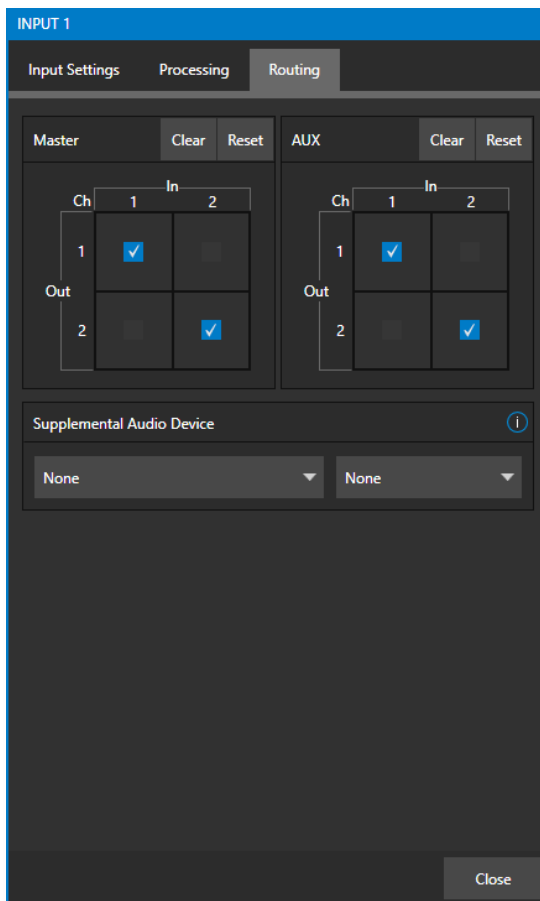 INPUT 1
Input Settings Processing Routing
Master Clear Reset
In
Ch 1 2
1
Out
2
AUX Clear Reset
In
Ch 1 2
1
Out
2
Supplemental Audio Device
None None
Close